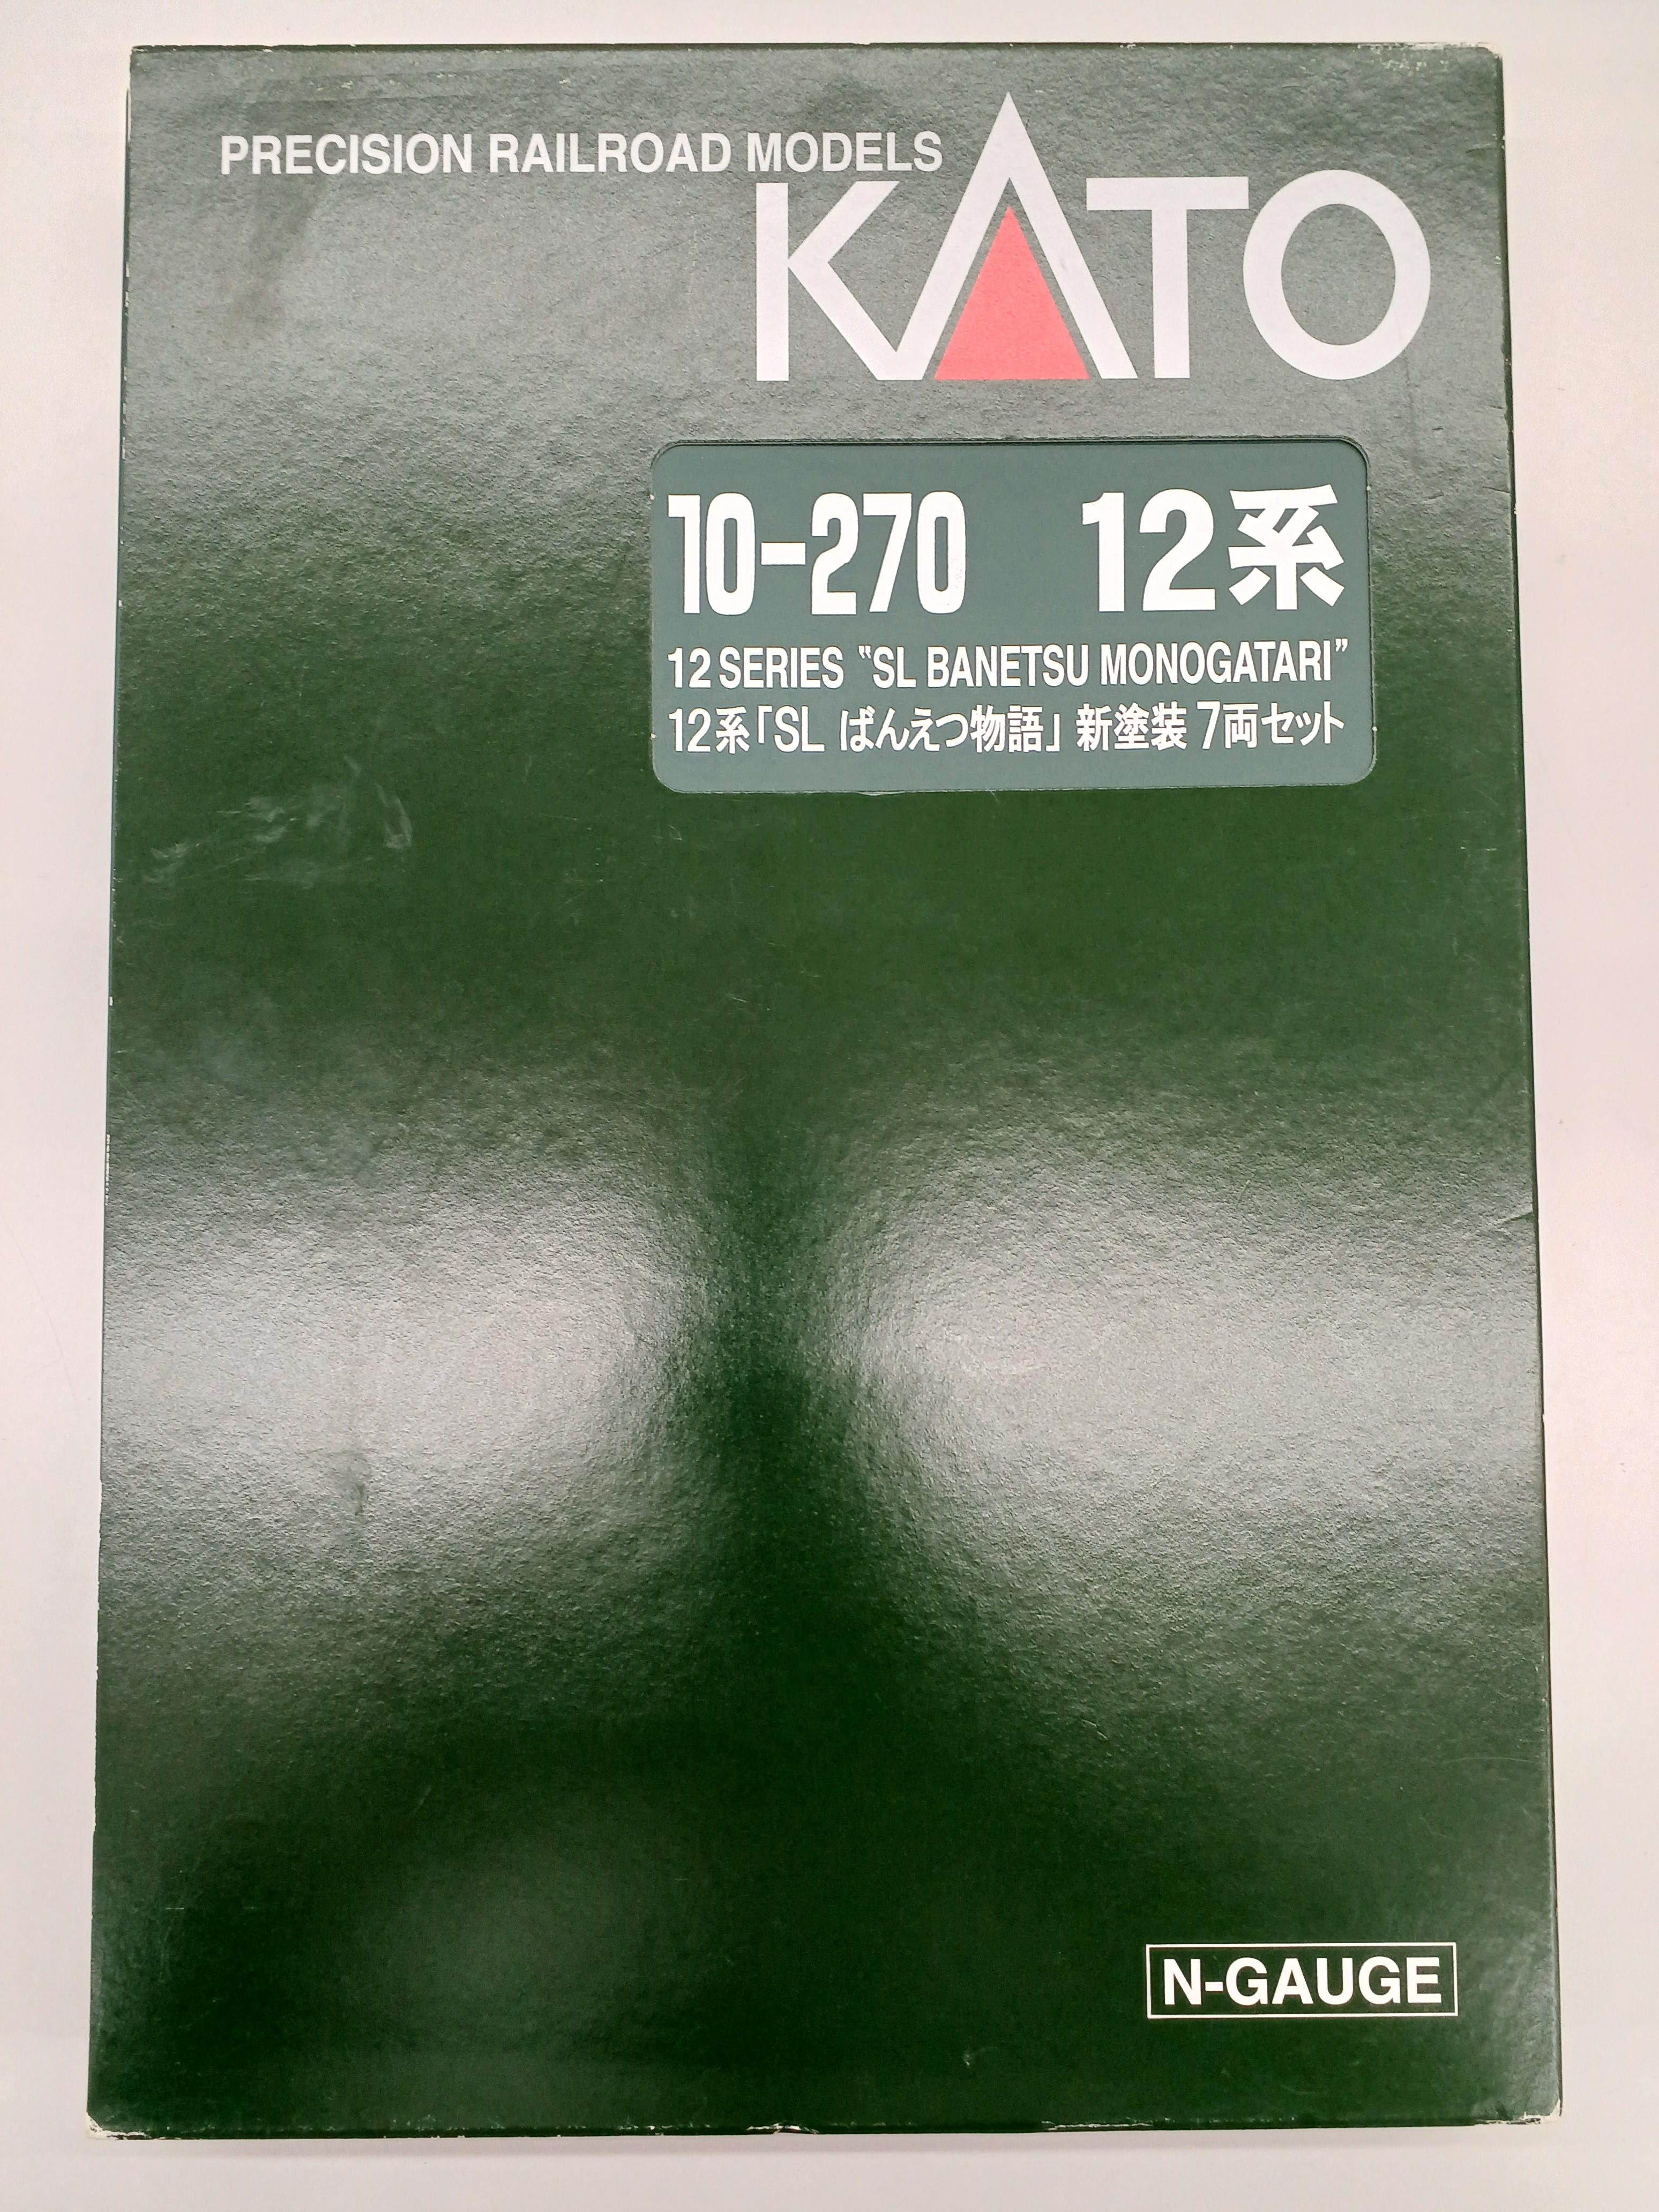 PRECISION RAILROAD MODELS
KATO
10-270 12系
12 SERIES "SL BANETSU MONOGATARI"
12系「SL ばんえつ物語」新塗装 7両セット
N-GAUGE